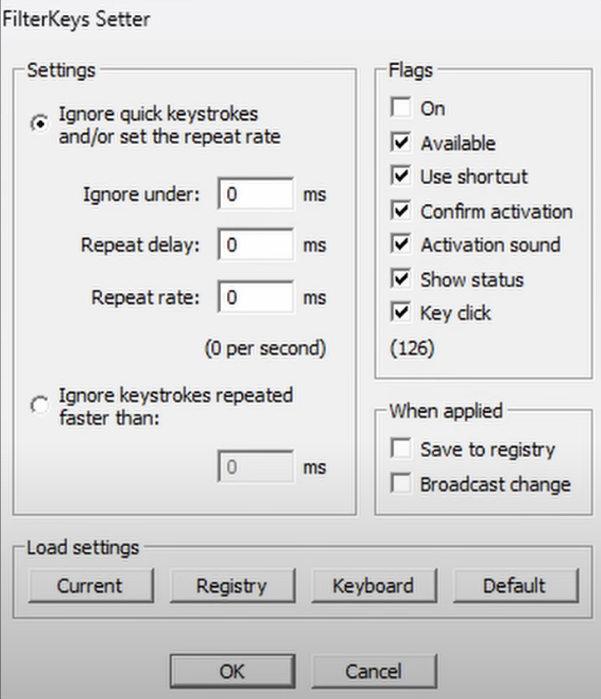 FilterKeys Setter
Settings
Ignore quick keystrokes
and/or set the repeat rate
Ignore under: 0 ms
Repeat delay: 0 ms
Repeat rate: 0 ms
(0 per second)
Ignore keystrokes repeated
faster than:
0 ms
Flags
On
Available
Use shortcut
Confirm activation
Activation sound
Show status
Key click
(126)
When applied
Save to registry
Broadcast change
Load settings
Current Registry Keyboard Default
OK Cancel